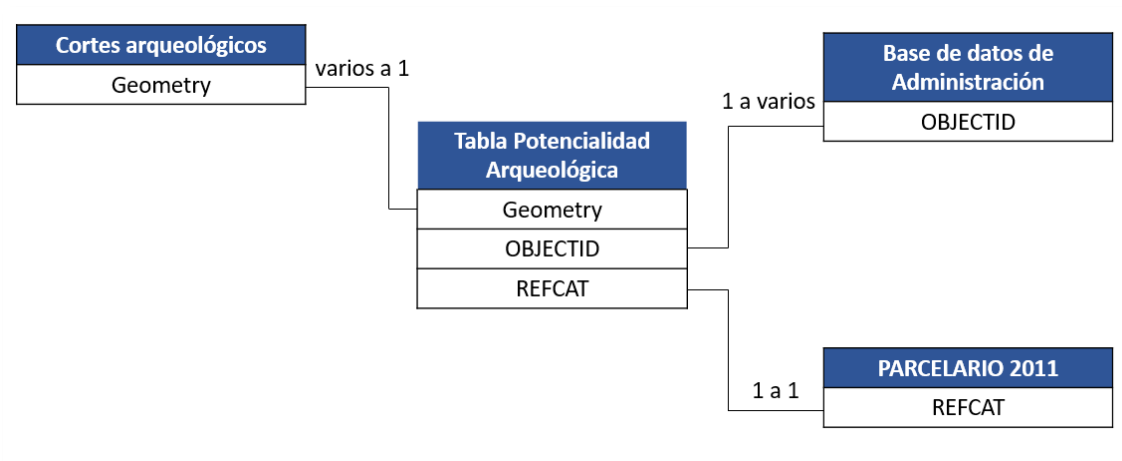 Cortes arqueológicos
Geometry
varios a 1
Tabla Potencialidad
Arqueológica
Geometry
OBJECTID
REFCAT
1 a varios
Base de datos de
Administración
OBJECTID
1 a 1
PARCELARIO 2011
REFCAT